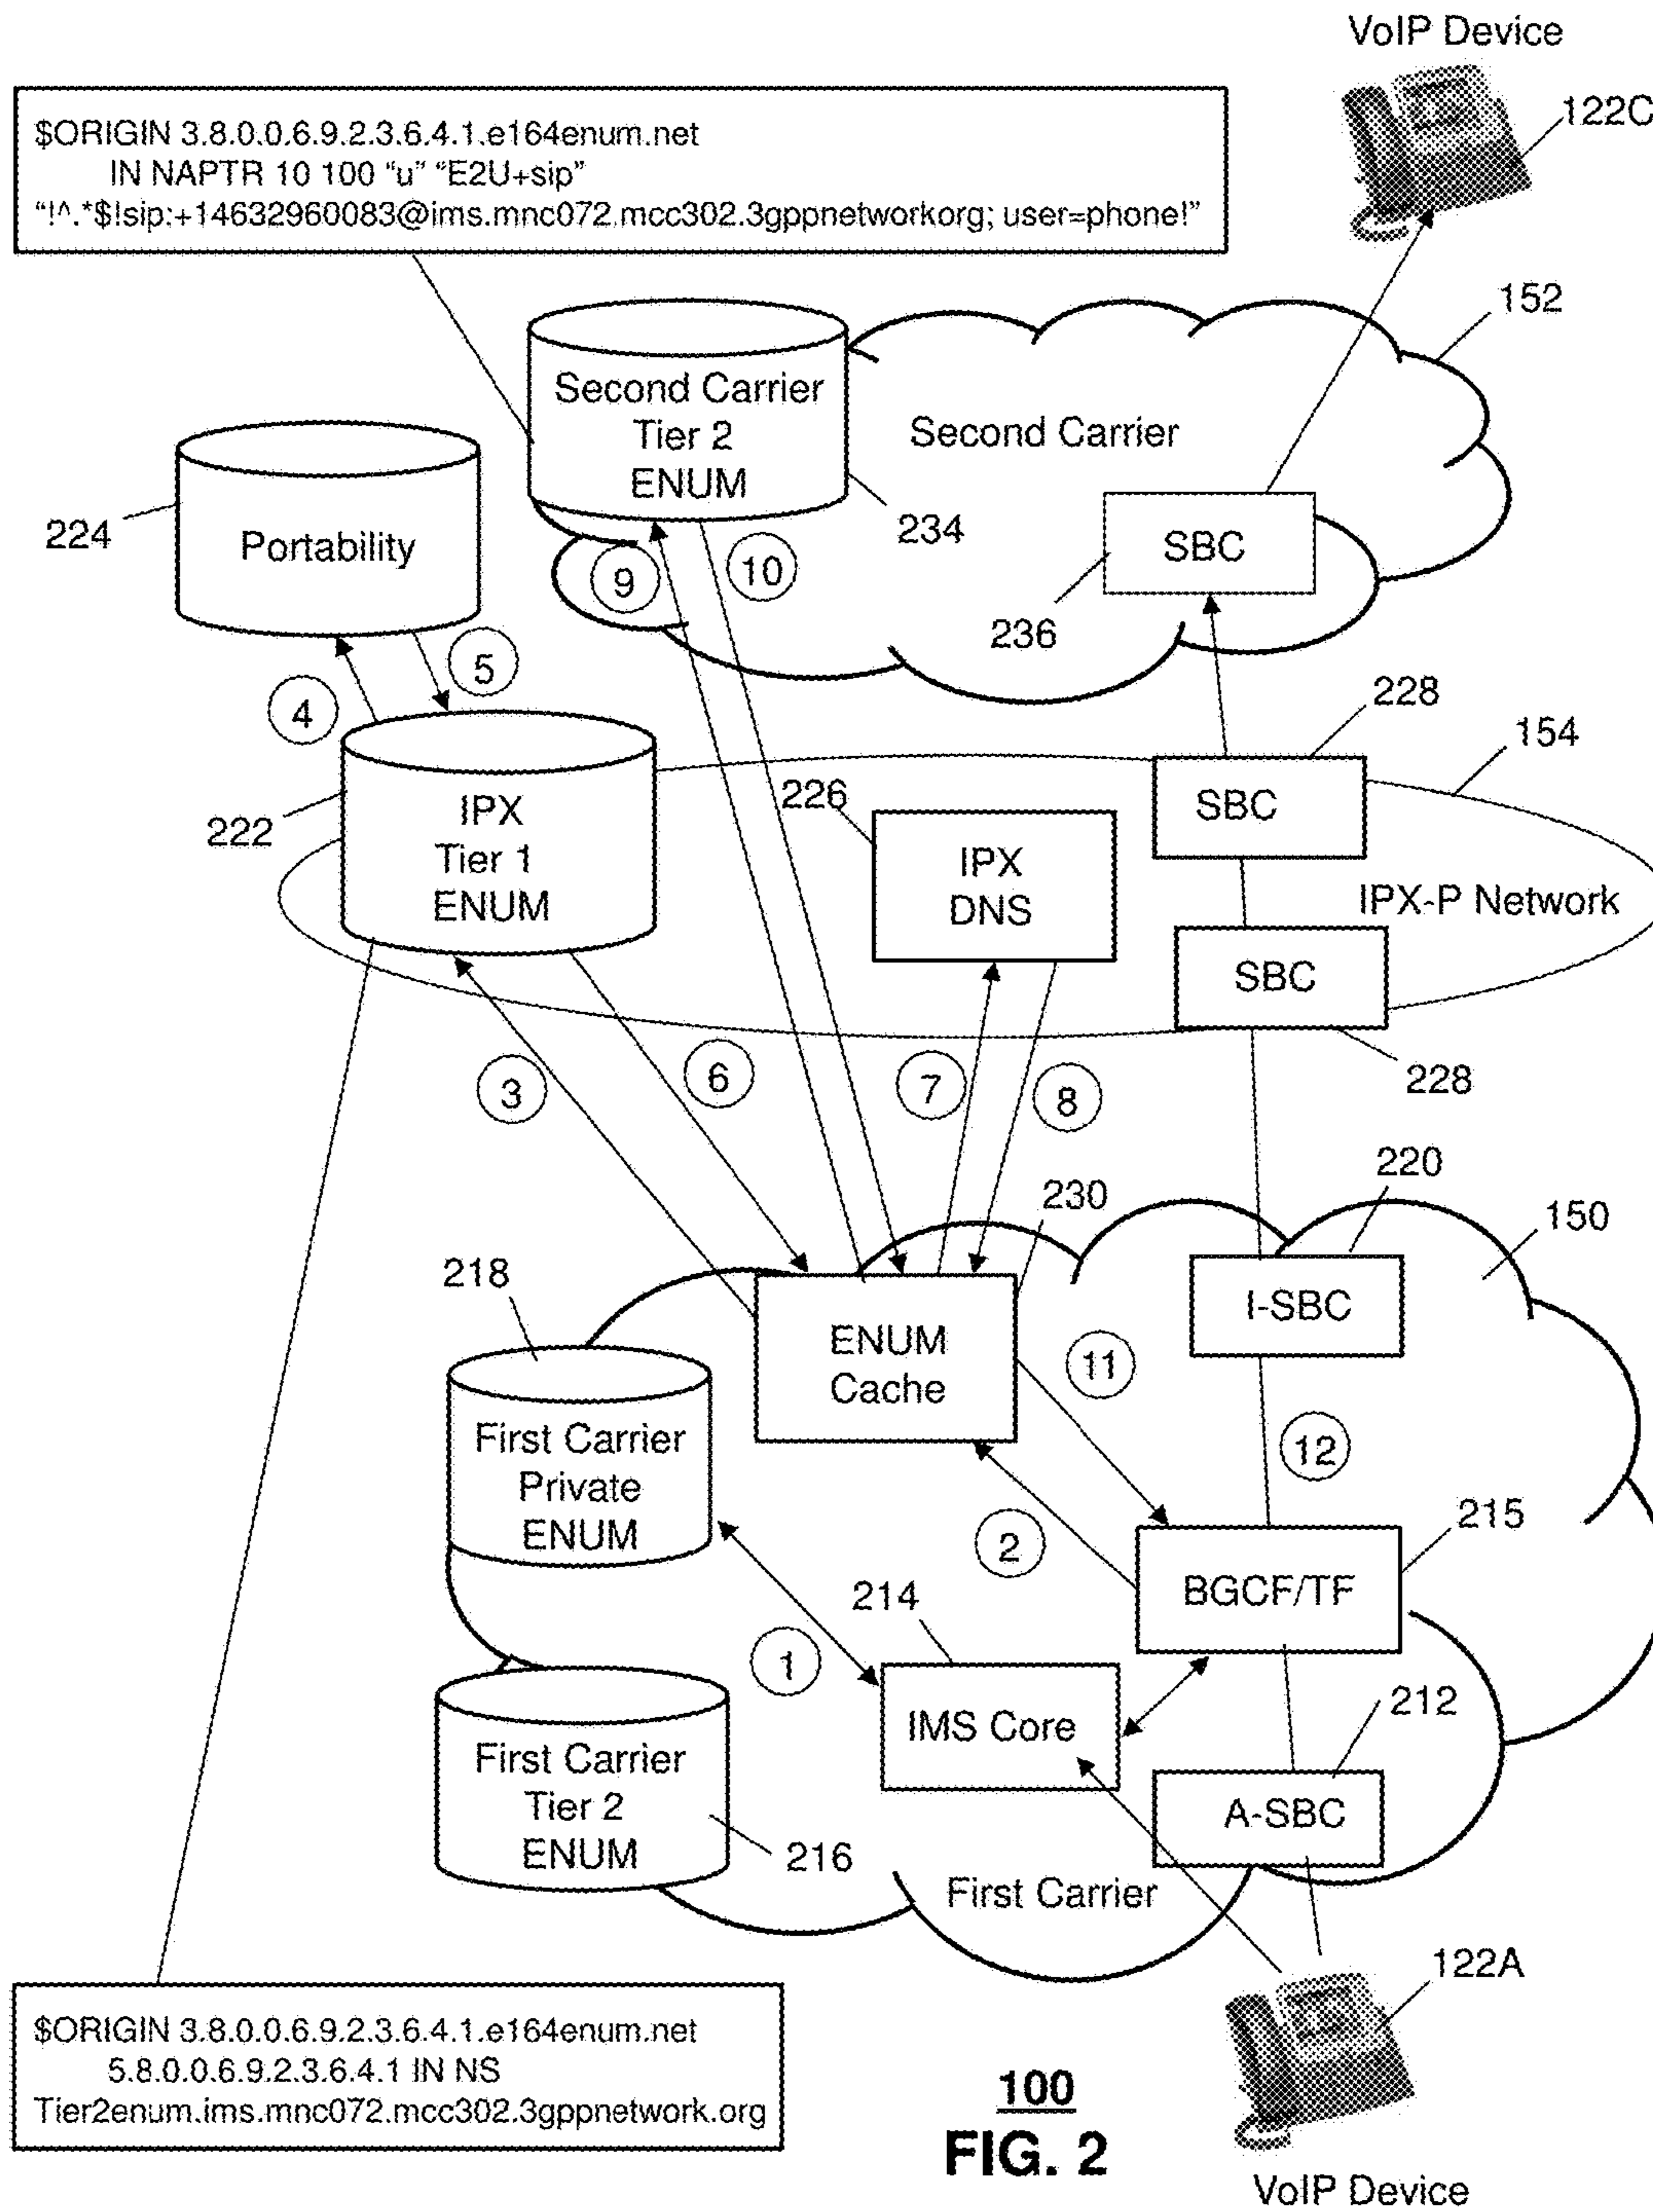 VoIP Device
122C
$ORIGIN 3.8.0.0.6.9.2.3.6.4.1.e164enum.net
IN NAPTR 10 100 “u” “E2U+sip”
“!^.*$!sip:+14632960083@ims.mnc072.mcc302.3gppnetworkorg; user=phone!”
152
Second Carrier
Tier 2
ENUM
Second Carrier
224
Portability
234
SBC
9
10
236
5
4
228
154
226
SBC
222
IPX
Tier 1
ENUM
IPX
DNS
IPX-P Network
SBC
3
6
7
8
228
220
230
150
218
I-SBC
ENUM
Cache
11
First Carrier
Private
ENUM
12
2
215
BGCF/TF
214
1
212
IMS Core
First Carrier
Tier 2
ENUM
A-SBC
216
First Carrier
122A
$ORIGIN 3.8.0.0.6.9.2.3.6.4.1.e164enum.net
5.8.0.0.6.9.2.3.6.4.1 IN NS
Tier2enum.ims.mnc072.mcc302.3gppnetwork.org
100
FIG. 2
VoIP Device